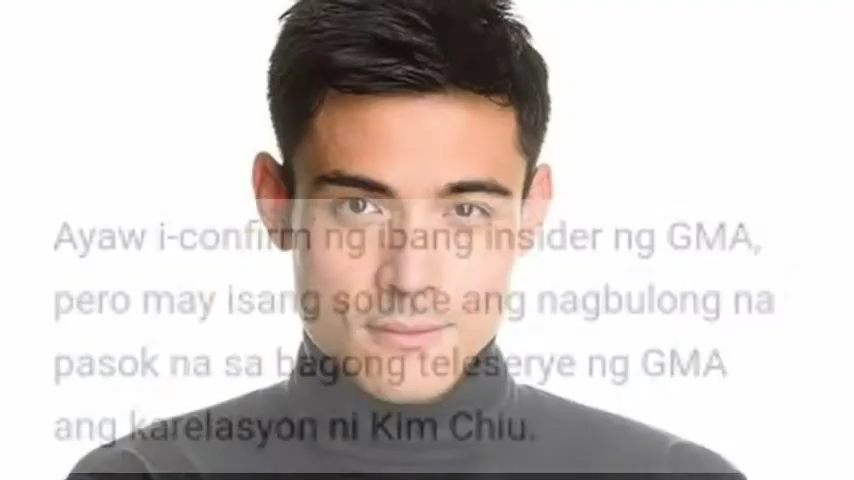 Ayaw i-confirm ng ibang insider ng GMA,
pero may isang source ang nagbulong na
pasok na sa bagong teleserye ng GMA
ang karelasyon ni Kim Chiu.